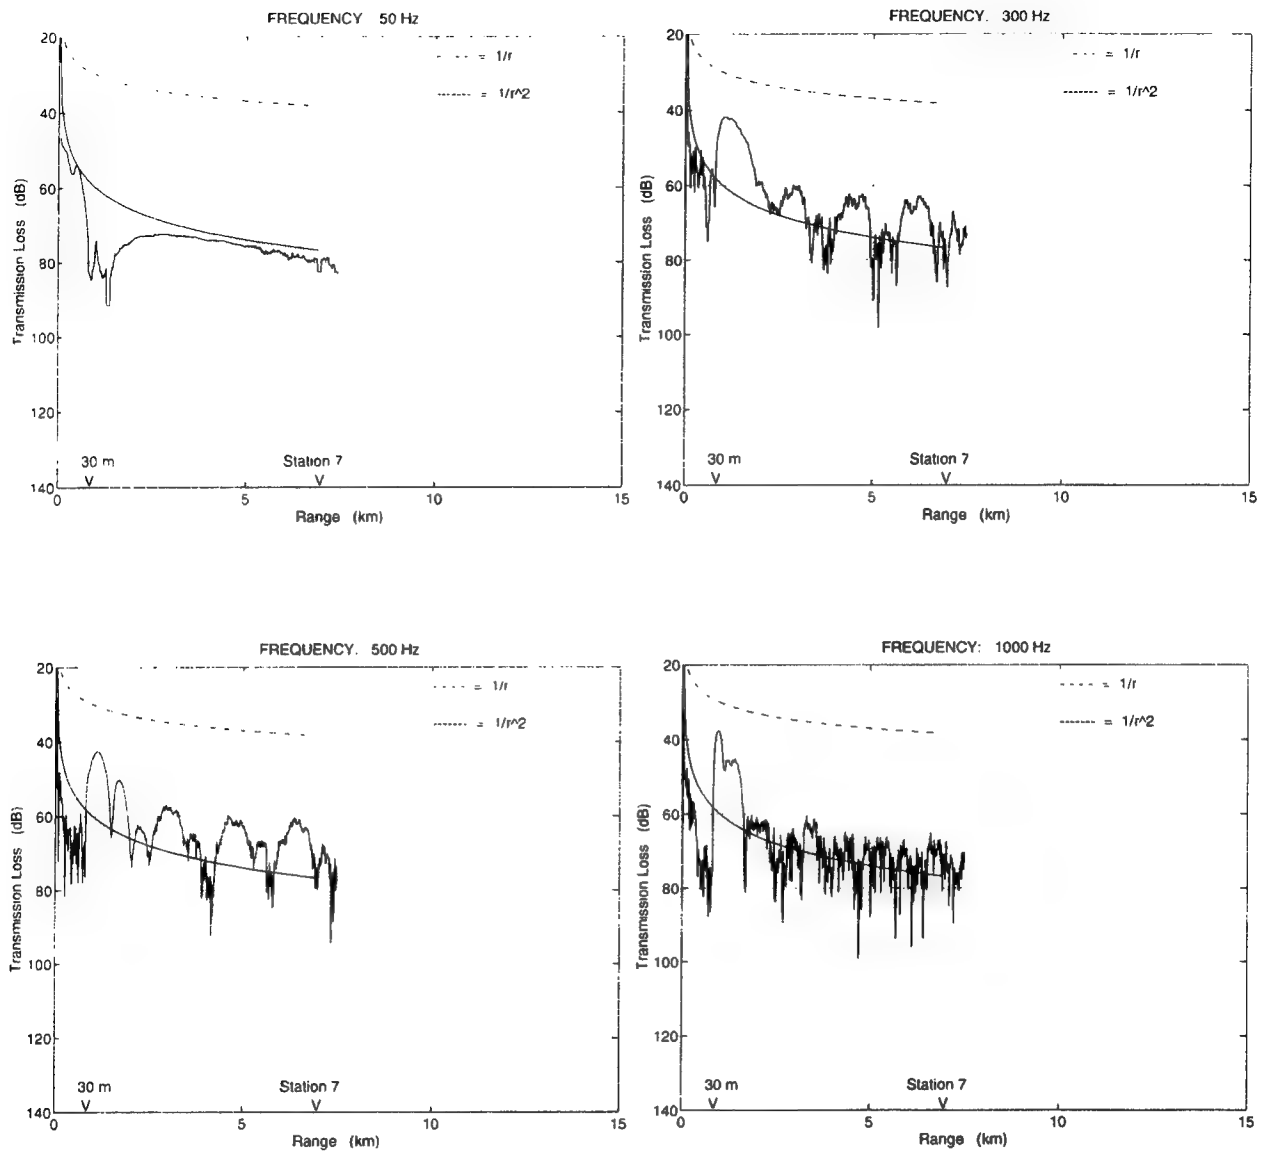 FREQUENCY 50 Hz
20
40
60
80
100
120
140
Transmission Loss (dB)
- - - - = 1/r
-------- = 1/r^2
30 m
Station 7
V
V
0
5
10
15
Range (km)
FREQUENCY. 300 Hz
20
40
60
80
100
120
140
Transmission Loss (dB)
- - - - = 1/r
-------- = 1/r^2
30 m
Station 7
V
V
0
5
10
15
Range (km)
FREQUENCY. 500 Hz
20
40
60
80
100
120
140
Transmission Loss (dB)
- - - - = 1/r
-------- = 1/r^2
30 m
Station 7
V
V
0
5
10
15
Range (km)
FREQUENCY: 1000 Hz
20
40
60
80
100
120
140
Transmission Loss (dB)
- - - - = 1/r
-------- = 1/r^2
30 m
Station 7
V
V
0
5
10
15
Range (km)